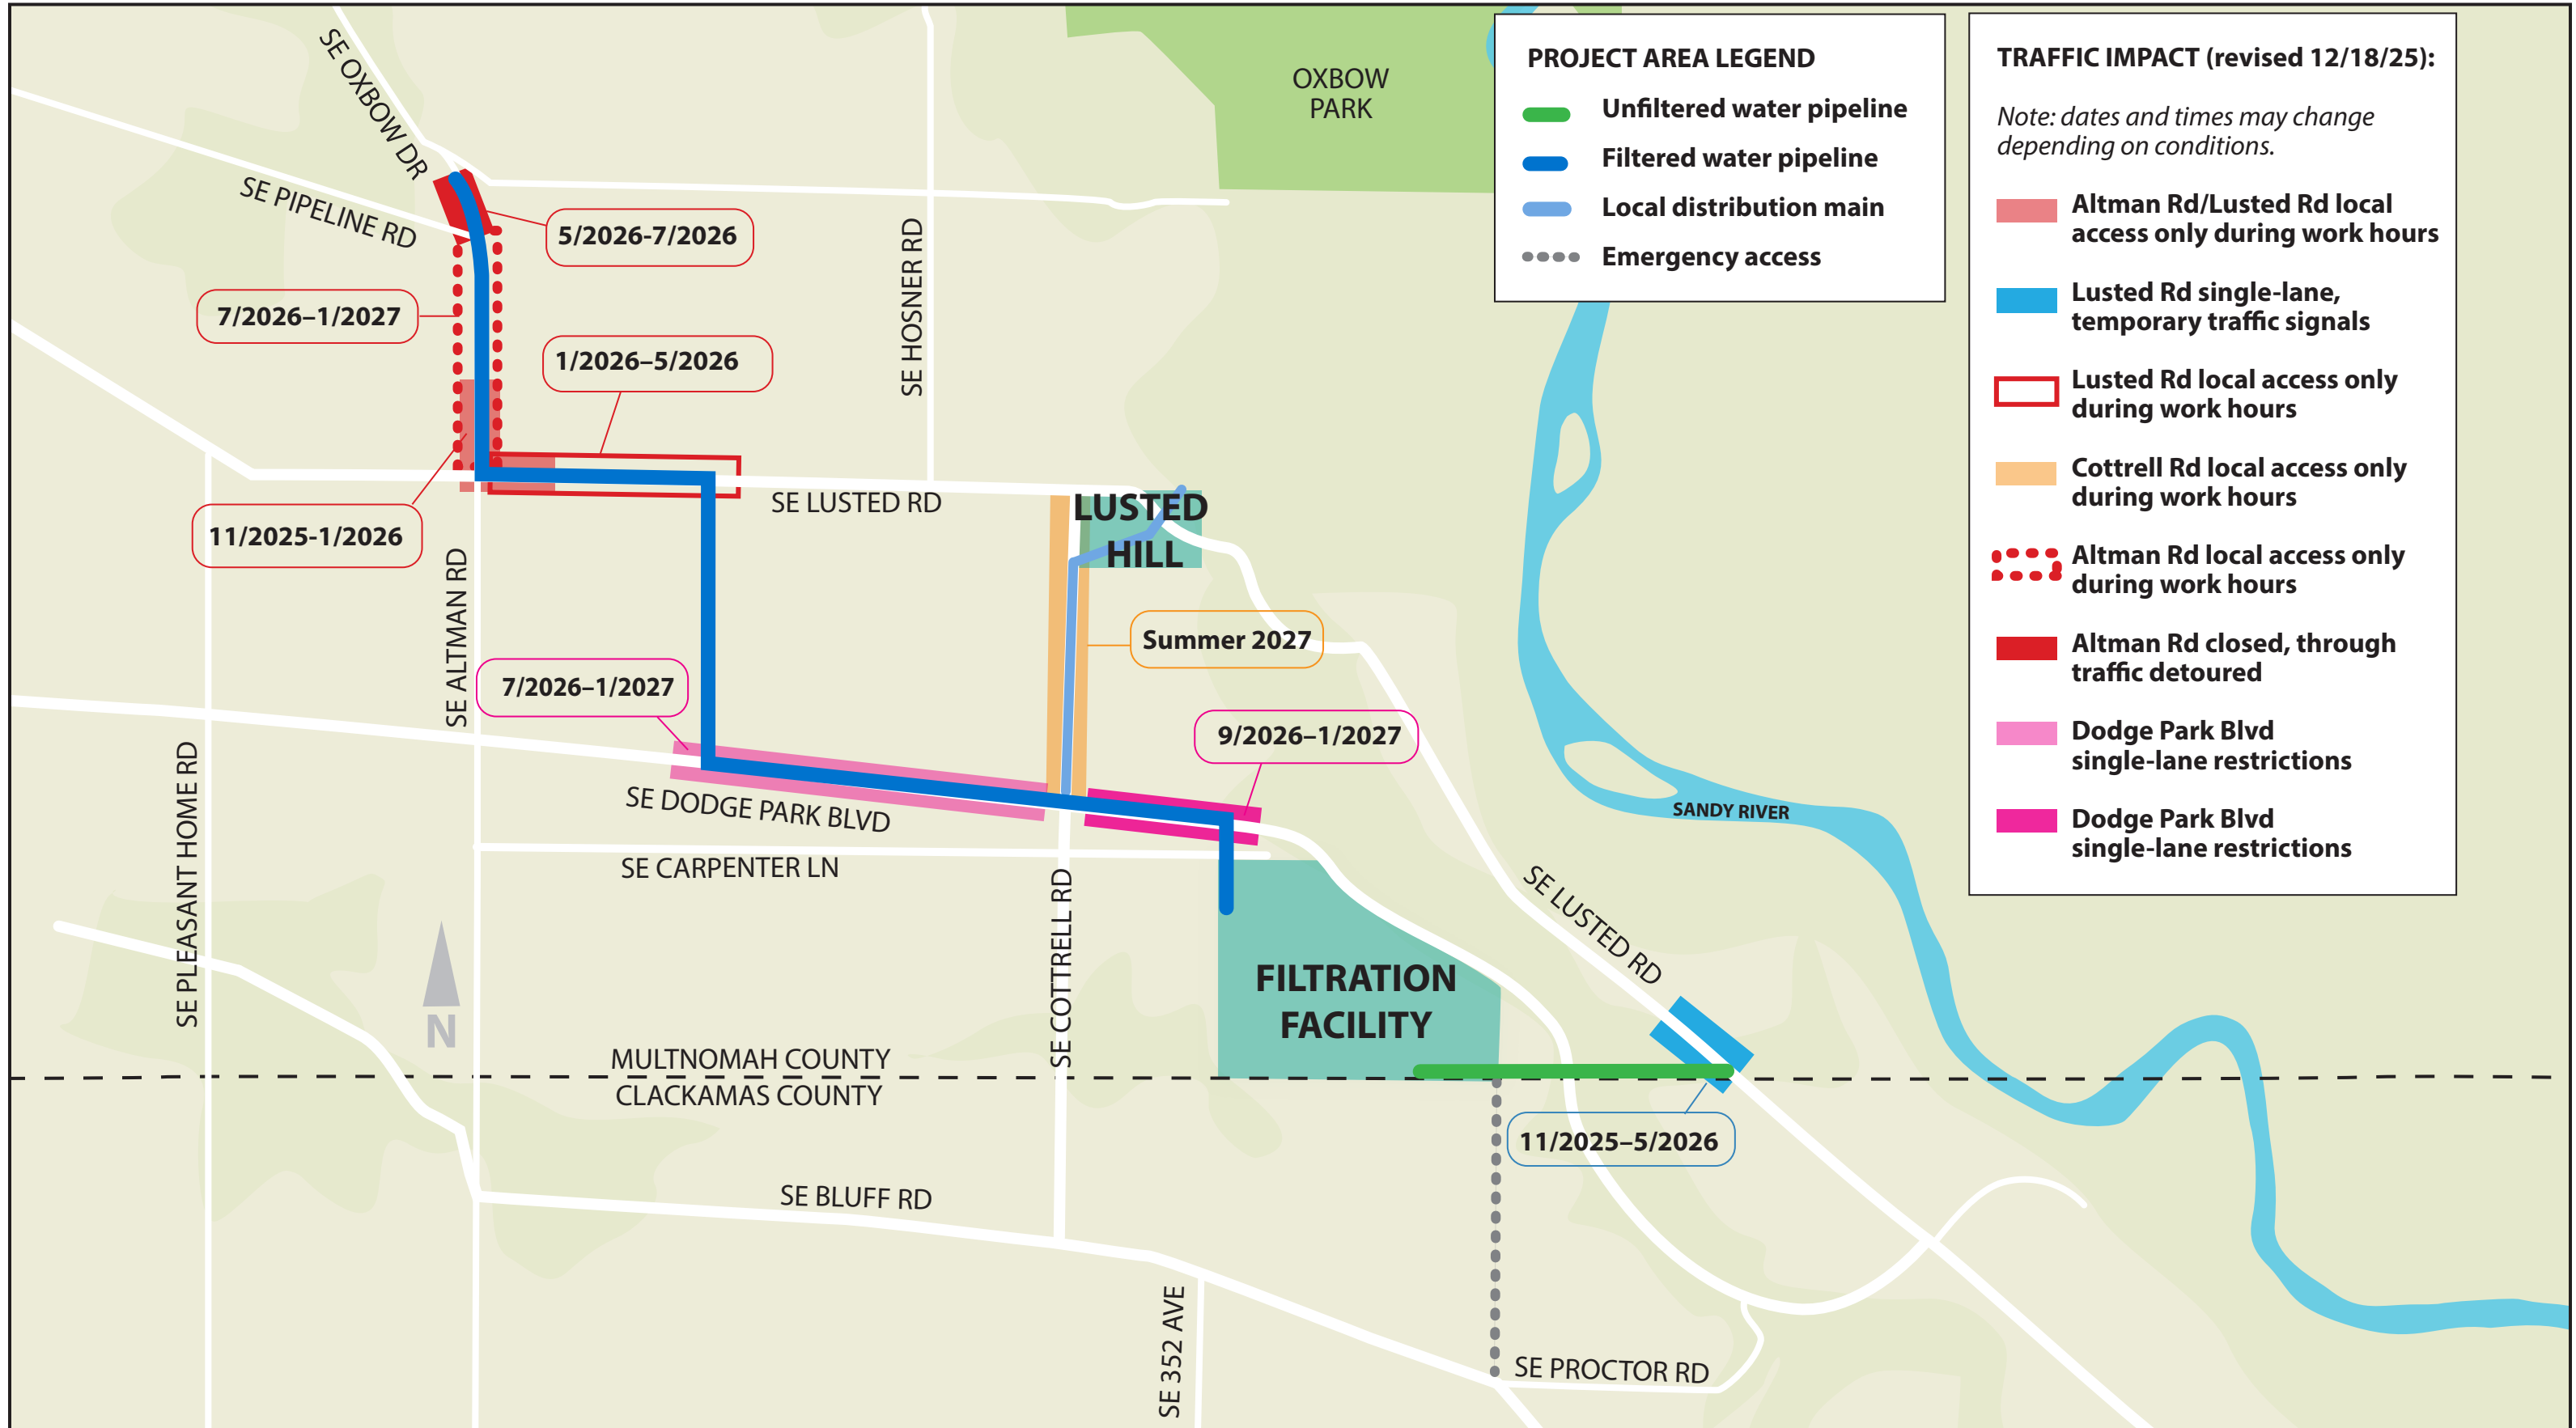 SE OXBOW DR
SE PIPELINE RD
5/2026-7/2026
7/2026–1/2027
1/2026–5/2026
11/2025-1/2026
SE HOSNER RD
OXBOW
PARK
SE LUSTED RD
LUSTED
HILL
SE ALTMAN RD
Summer 2027
7/2026–1/2027
9/2026–1/2027
SE DODGE PARK BLVD
SE CARPENTER LN
SE PLEASANT HOME RD
SE COTTRELL RD
SANDY RIVER
SE LUSTED RD
FILTRATION
FACILITY
N
MULTNOMAH COUNTY
CLACKAMAS COUNTY
11/2025–5/2026
SE BLUFF RD
SE 352 AVE
SE PROCTOR RD
PROJECT AREA LEGEND
Unfiltered water pipeline
Filtered water pipeline
Local distribution main
Emergency access
TRAFFIC IMPACT (revised 12/18/25):
Note: dates and times may change
depending on conditions.
Altman Rd/Lusted Rd local
access only during work hours
Lusted Rd single-lane,
temporary traffic signals
Lusted Rd local access only
during work hours
Cottrell Rd local access only
during work hours
Altman Rd local access only
during work hours
Altman Rd closed, through
traffic detoured
Dodge Park Blvd
single-lane restrictions
Dodge Park Blvd
single-lane restrictions